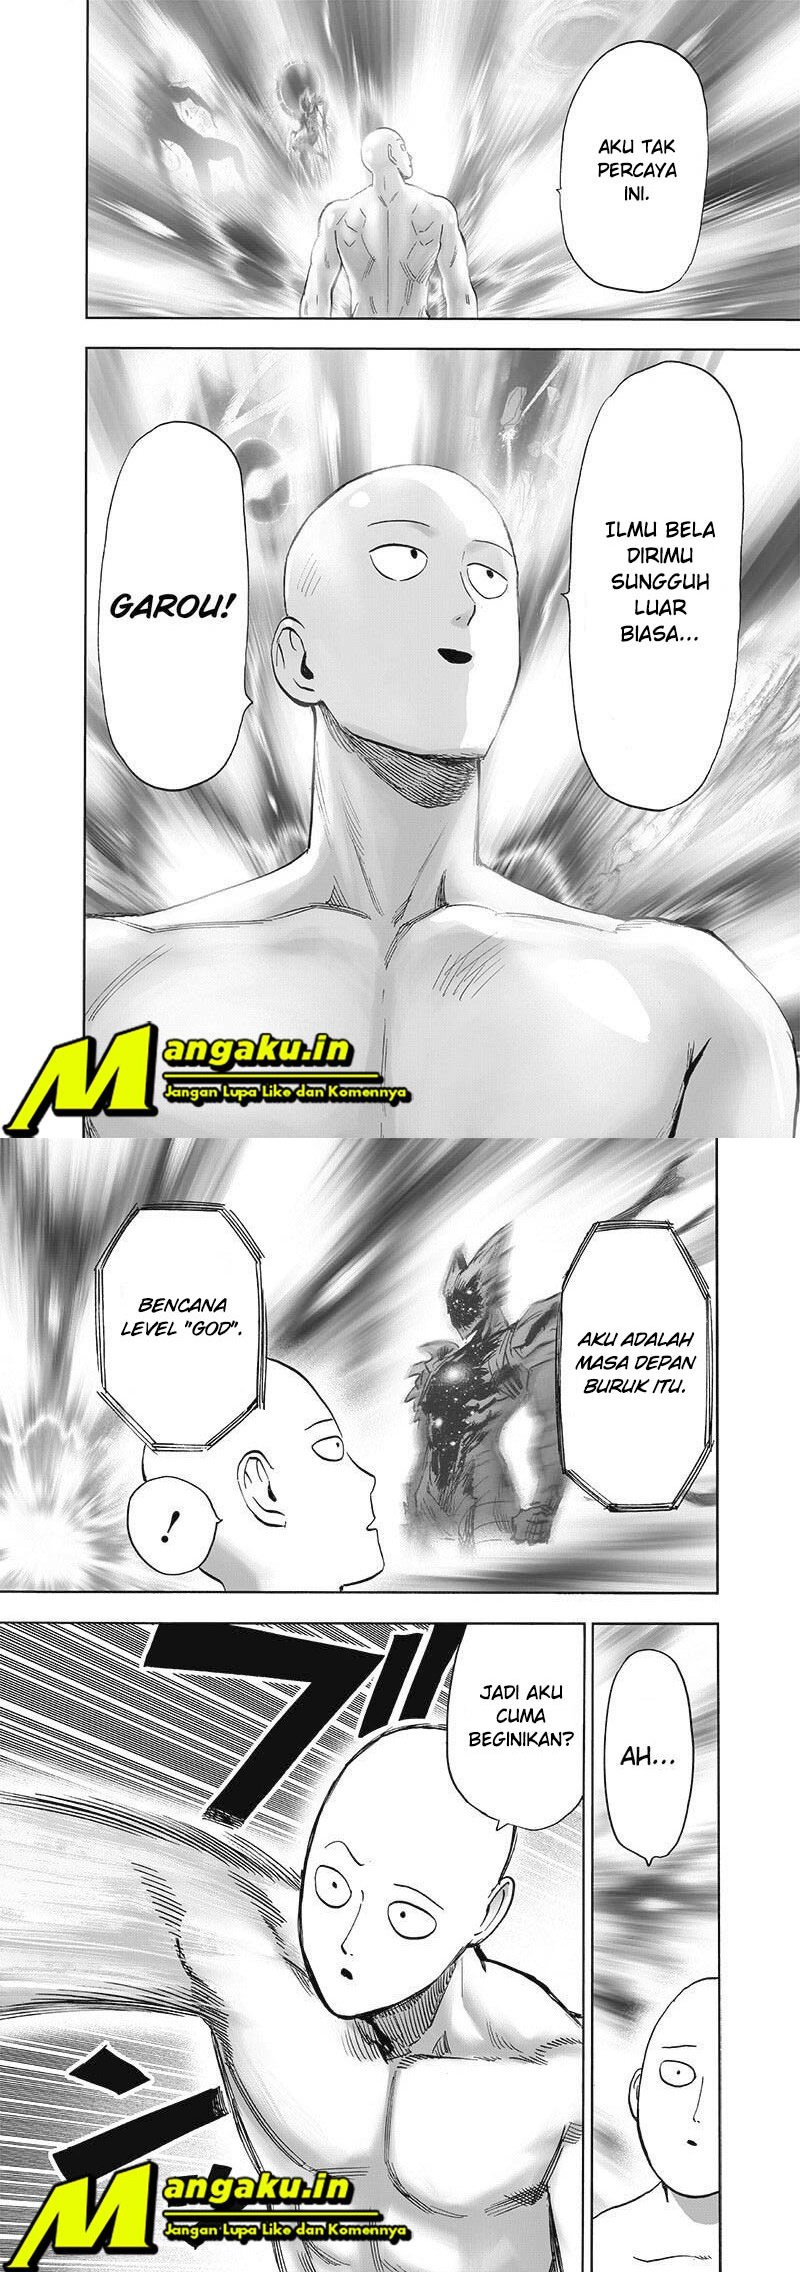 AKU TAK
PERCAYA
INI.
ILMU BELA
DIRIMU
SUNGGUH
LUAR
BIASA...
GAROU!
Mangaku.in
Jangan Lupa Like dan Komennya
AKU ADALAH
MASA DEPAN
BURUK ITU.
BENCANA
LEVEL "GOD".
!
AH...
JADI AKU
CUMA
BEGINIKAN?
ブ
ン
Mangaku.in
Jangan Lupa Like dan Komennya